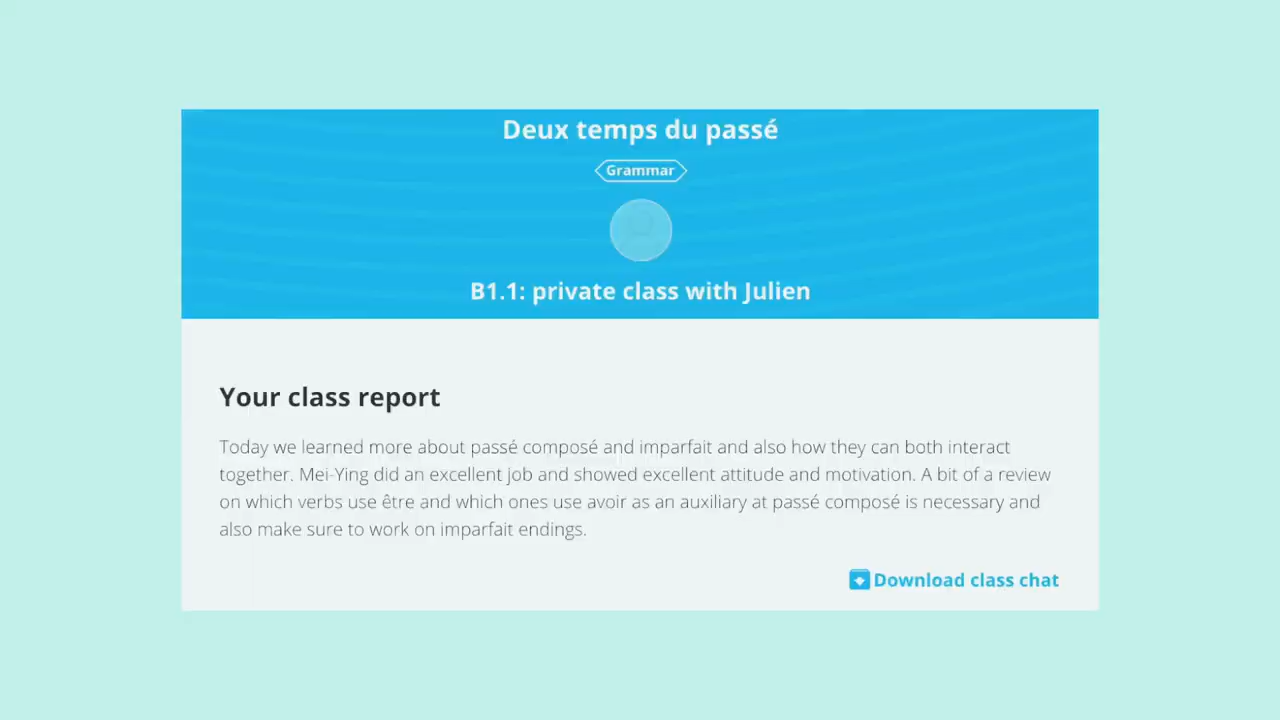 Deux temps du passé
Grammar
B1.1: private class with Julien
Your class report
Today we learned more about passé composé and imparfait and also how they can both interact
together. Mei-Ying did an excellent job and showed excellent attitude and motivation. A bit of a review
on which verbs use être and which ones use avoir as an auxiliary at passé composé is necessary and
also make sure to work on imparfait endings.
Download class chat